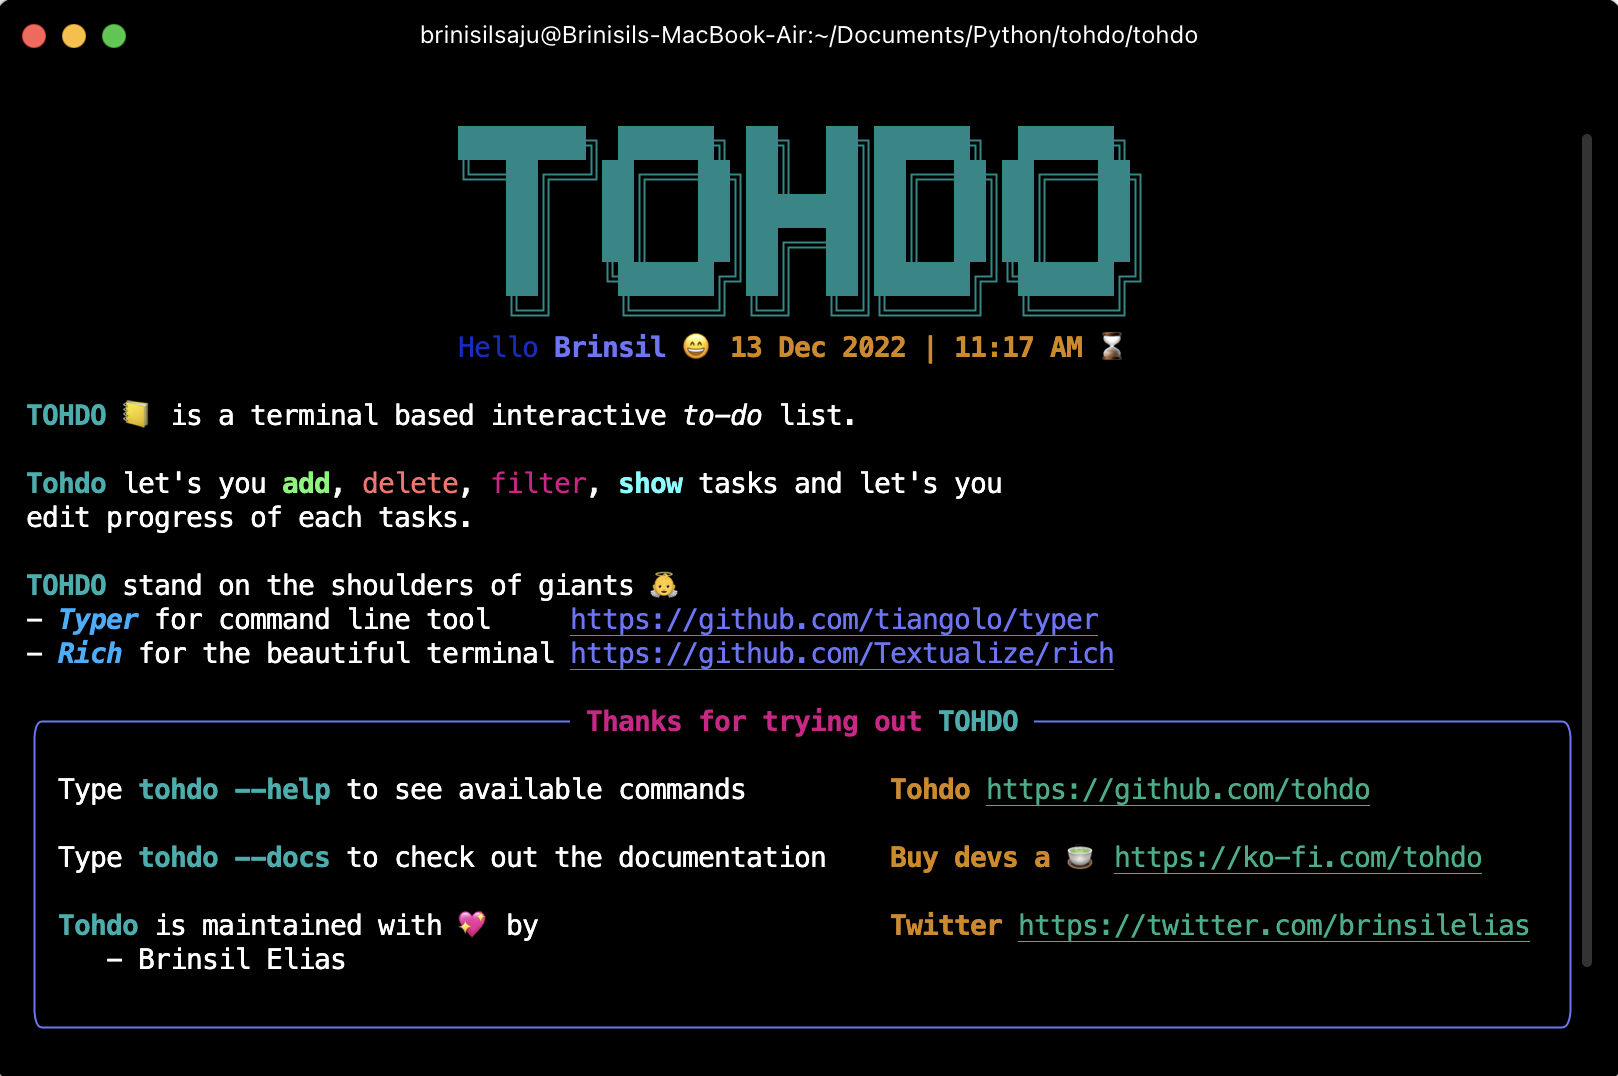 brinisilsaju@Brinisils-MacBook-Air:~/Documents/Python/tohdo/tohdo
TOHDO
Hello Brinsil 😄 13 Dec 2022 | 11:17 AM ⏳
TOHDO 📒 is a terminal based interactive to-do list.
Tohdo let's you add, delete, filter, show tasks and let's you
edit progress of each tasks.
TOHDO stand on the shoulders of giants 👼
- Typer for command line tool https://github.com/tiangolo/typer
- Rich for the beautiful terminal https://github.com/Textualize/rich
Thanks for trying out TOHDO
Type tohdo --help to see available commands
Tohdo https://github.com/tohdo
Type tohdo --docs to check out the documentation
Buy devs a 🍵 https://ko-fi.com/tohdo
Tohdo is maintained with 💖 by
- Brinsil Elias
Twitter https://twitter.com/brinsilelias